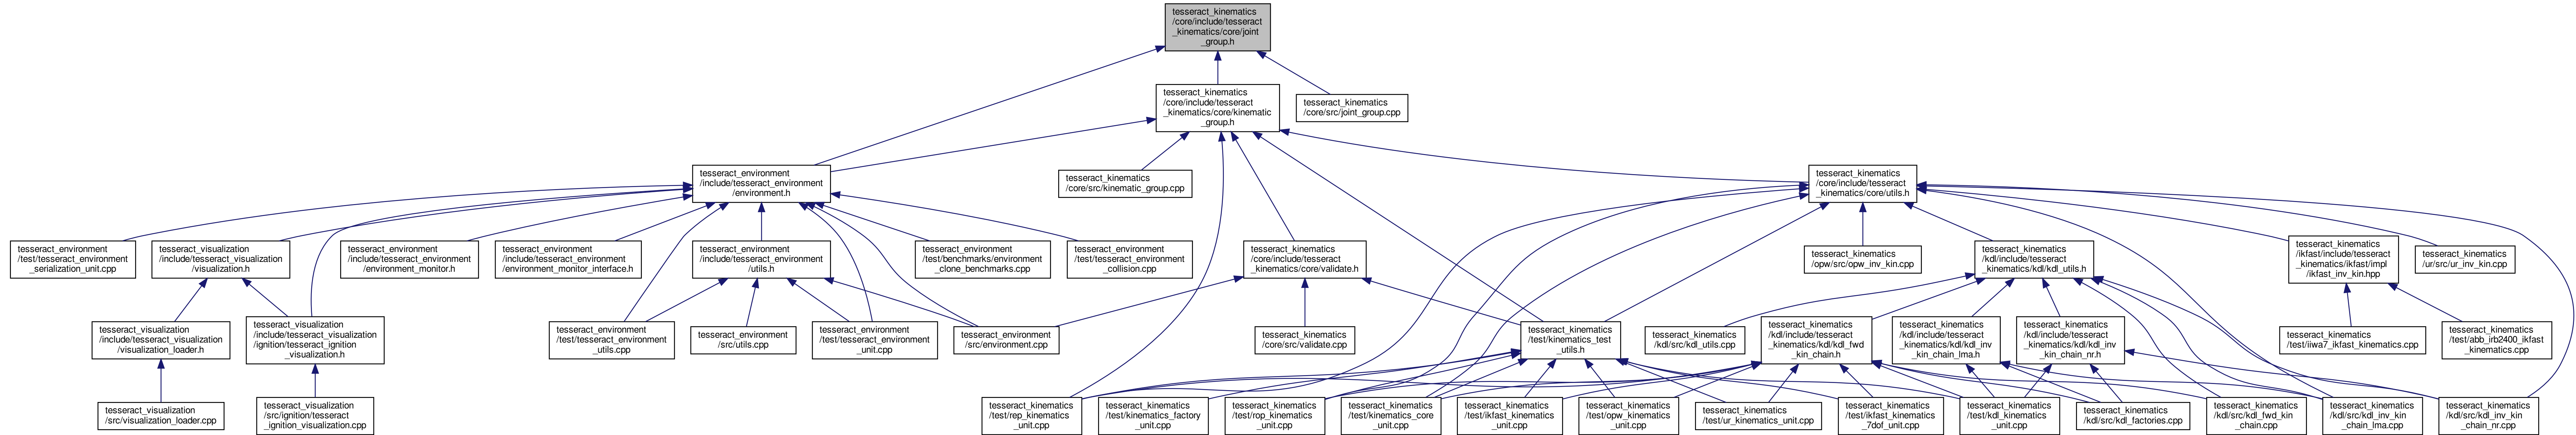 tesseract_kinematics
/core/include/tesseract
_kinematics/core/joint
_group.h
tesseract_kinematics
/core/include/tesseract
_kinematics/core/kinematic
_group.h
tesseract_kinematics
/core/src/joint_group.cpp
tesseract_environment
/include/tesseract_environment
/environment.h
tesseract_kinematics
/core/src/kinematic_group.cpp
tesseract_kinematics
/core/include/tesseract
_kinematics/core/utils.h
tesseract_environment
/test/tesseract_environment
_serialization_unit.cpp
tesseract_visualization
/include/tesseract_visualization
/visualization.h
tesseract_environment
/include/tesseract_environment
/environment_monitor.h
tesseract_environment
/include/tesseract_environment
/environment_monitor_interface.h
tesseract_environment
/include/tesseract_environment
/utils.h
tesseract_environment
/test/benchmarks/environment
_clone_benchmarks.cpp
tesseract_environment
/test/tesseract_environment
_collision.cpp
tesseract_kinematics
/core/include/tesseract
_kinematics/core/validate.h
tesseract_kinematics
/opw/src/opw_inv_kin.cpp
tesseract_kinematics
/kdl/include/tesseract
_kinematics/kdl/kdl_utils.h
tesseract_kinematics
/ikfast/include/tesseract
_kinematics/ikfast/impl
/ikfast_inv_kin.hpp
tesseract_kinematics
/ur/src/ur_inv_kin.cpp
tesseract_visualization
/include/tesseract_visualization
/visualization_loader.h
tesseract_visualization
/include/tesseract_visualization
/ignition/tesseract_ignition
_visualization.h
tesseract_environment
/test/tesseract_environment
_utils.cpp
tesseract_environment
/src/utils.cpp
tesseract_environment
/test/tesseract_environment
_unit.cpp
tesseract_environment
/src/environment.cpp
tesseract_kinematics
/core/src/validate.cpp
tesseract_kinematics
/test/kinematics_test
_utils.h
tesseract_kinematics
/kdl/src/kdl_utils.cpp
tesseract_kinematics
/kdl/include/tesseract
_kinematics/kdl/kdl_fwd
_kin_chain.h
tesseract_kinematics
/kdl/include/tesseract
_kinematics/kdl/kdl_inv
_kin_chain_lma.h
tesseract_kinematics
/kdl/include/tesseract
_kinematics/kdl/kdl_inv
_kin_chain_nr.h
tesseract_kinematics
/test/iiwa7_ikfast_kinematics.cpp
tesseract_kinematics
/test/abb_irb2400_ikfast
_kinematics.cpp
tesseract_visualization
/src/visualization_loader.cpp
tesseract_visualization
/src/ignition/tesseract
_ignition_visualization.cpp
tesseract_kinematics
/test/rep_kinematics
_unit.cpp
tesseract_kinematics
/test/kinematics_factory
_unit.cpp
tesseract_kinematics
/test/rop_kinematics
_unit.cpp
tesseract_kinematics
/test/kinematics_core
_unit.cpp
tesseract_kinematics
/test/ikfast_kinematics
_unit.cpp
tesseract_kinematics
/test/opw_kinematics
_unit.cpp
tesseract_kinematics
/test/ur_kinematics_unit.cpp
tesseract_kinematics
/test/ikfast_kinematics
_7dof_unit.cpp
tesseract_kinematics
/test/kdl_kinematics
_unit.cpp
tesseract_kinematics
/kdl/src/kdl_factories.cpp
tesseract_kinematics
/kdl/src/kdl_fwd_kin
_chain.cpp
tesseract_kinematics
/kdl/src/kdl_inv_kin
_chain_lma.cpp
tesseract_kinematics
/kdl/src/kdl_inv_kin
_chain_nr.cpp